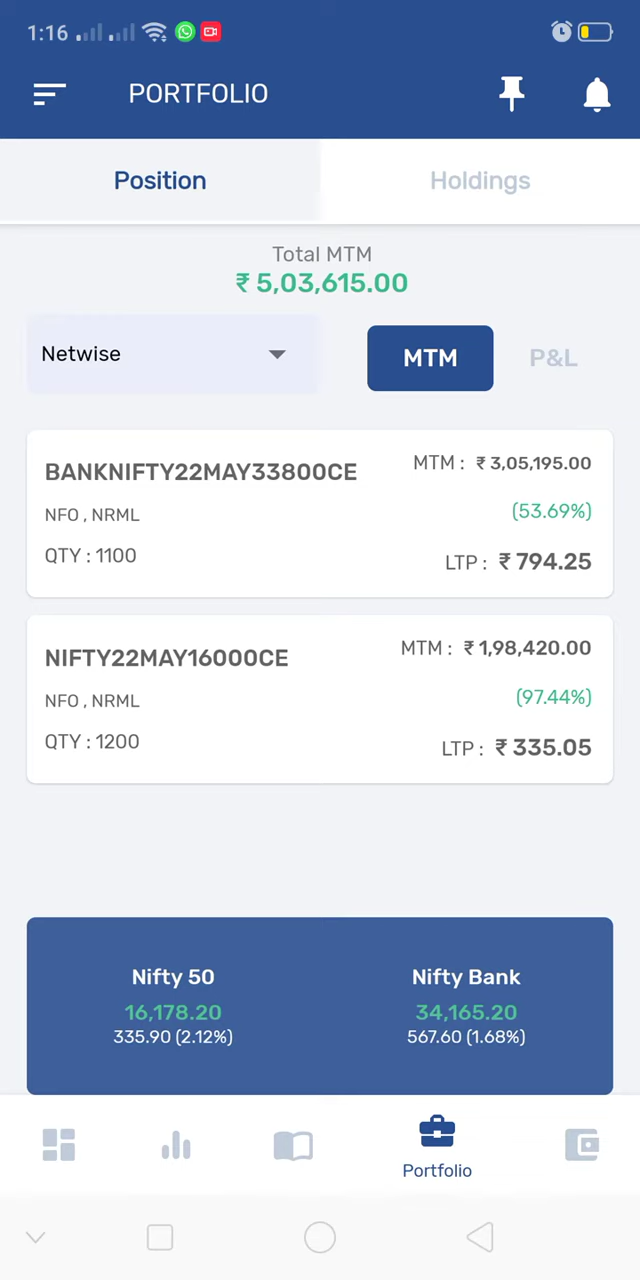 1:16
PORTFOLIO
Position
Holdings
Total MTM
₹ 5,03,615.00
Netwise
MTM
P&L
BANKNIFTY22MAY33800CE
MTM : ₹ 3,05,195.00
NFO , NRML
(53.69%)
QTY : 1100
LTP : ₹ 794.25
NIFTY22MAY16000CE
MTM : ₹ 1,98,420.00
NFO , NRML
(97.44%)
QTY : 1200
LTP : ₹ 335.05
Nifty 50
16,178.20
335.90 (2.12%)
Nifty Bank
34,165.20
567.60 (1.68%)
Portfolio